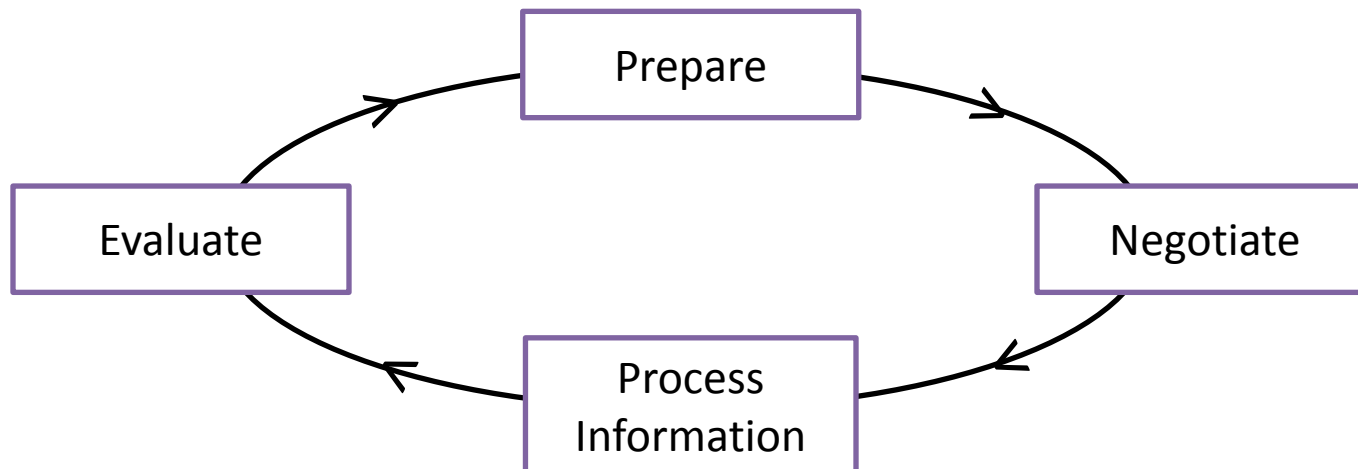 Prepare
Evaluate
Negotiate
Process
Information